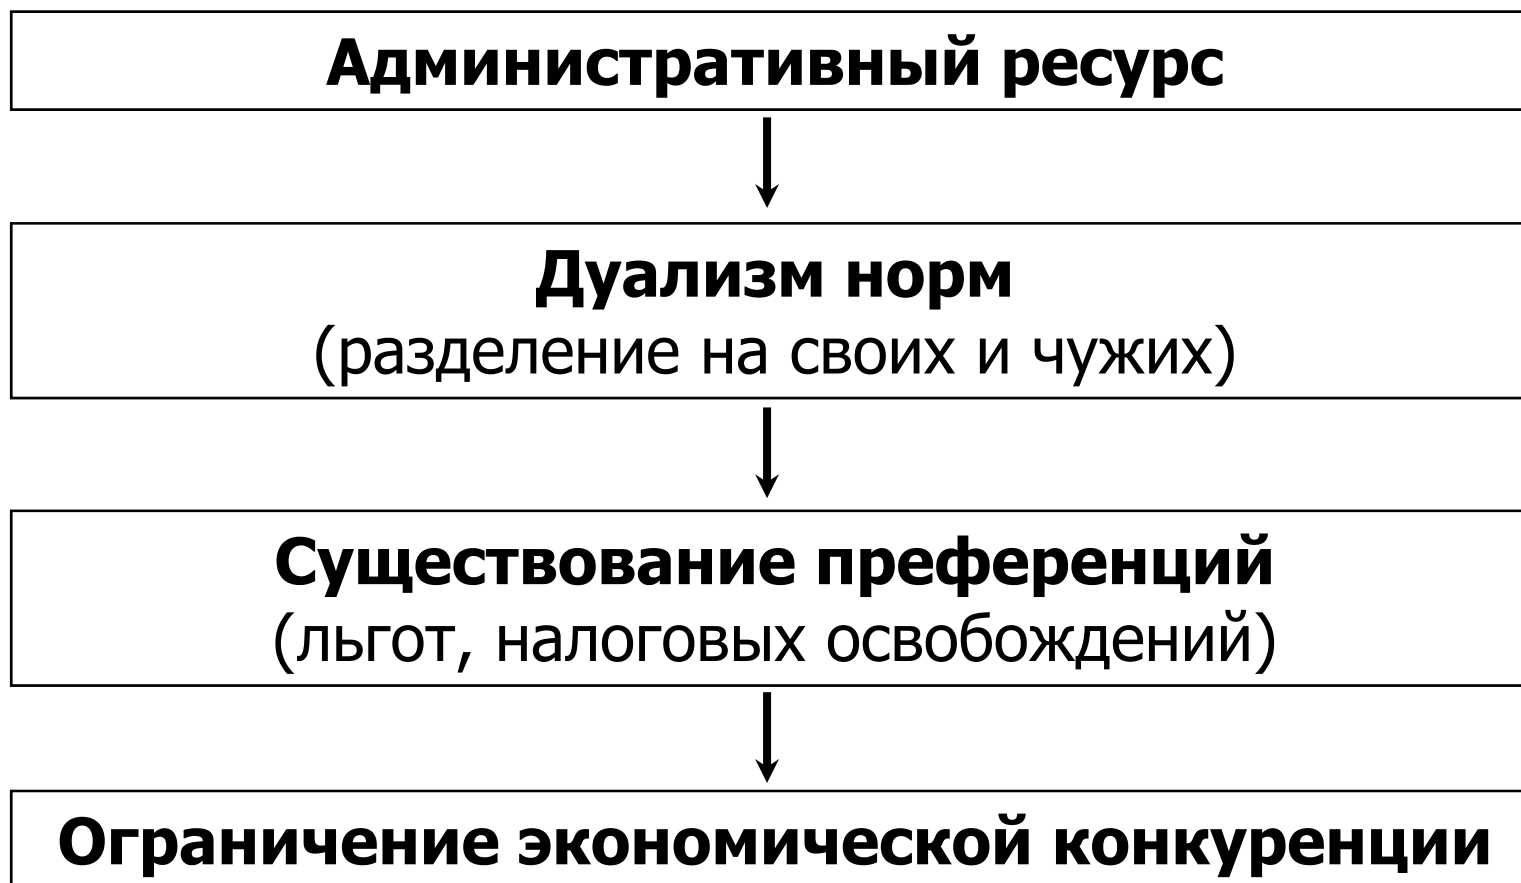 Административный ресурс
Дуализм норм
(разделение на своих и чужих)
Существование преференций
(льгот, налоговых освобождений)
Ограничение экономической конкуренции